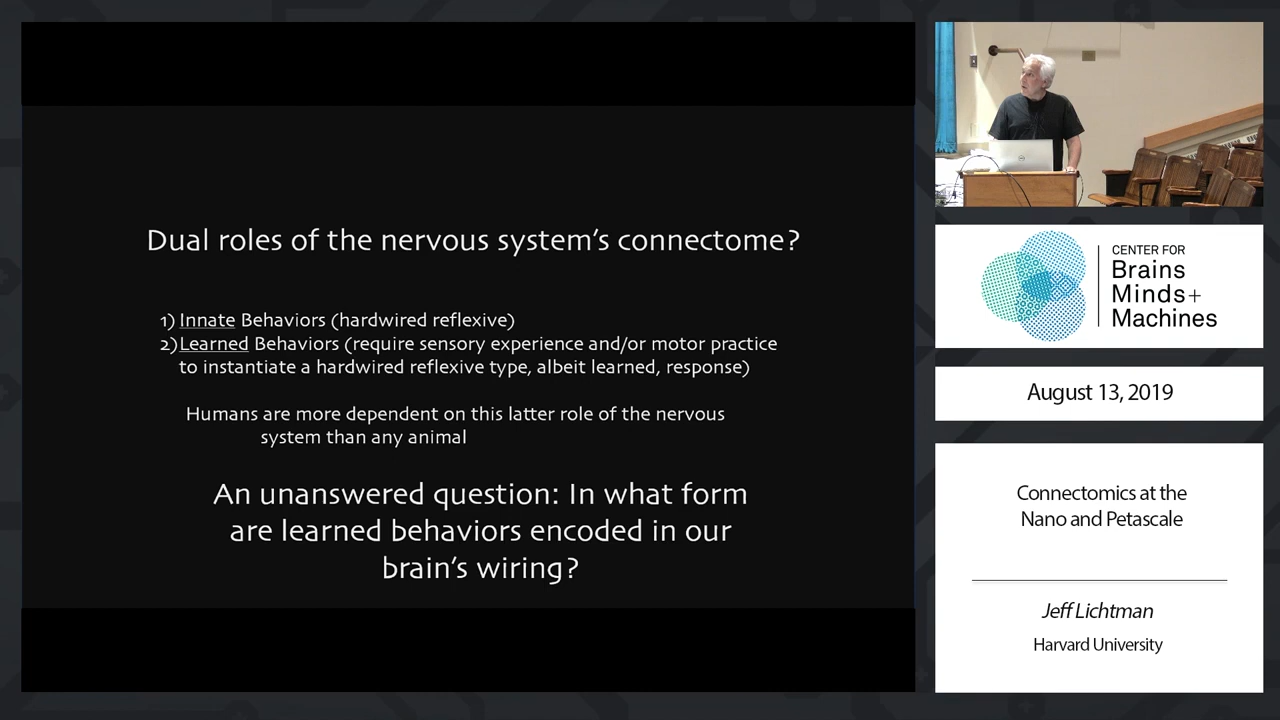 Dual roles of the nervous system's connectome?
1) Innate Behaviors (hardwired reflexive)
2) Learned Behaviors (require sensory experience and/or motor practice
to instantiate a hardwired reflexive type, albeit learned, response)
Humans are more dependent on this latter role of the nervous
system than any animal
An unanswered question: In what form
are learned behaviors encoded in our
brain's wiring?
CENTER FOR
Brains
Minds+
Machines
August 13, 2019
Connectomics at the
Nano and Petascale
Jeff Lichtman
Harvard University